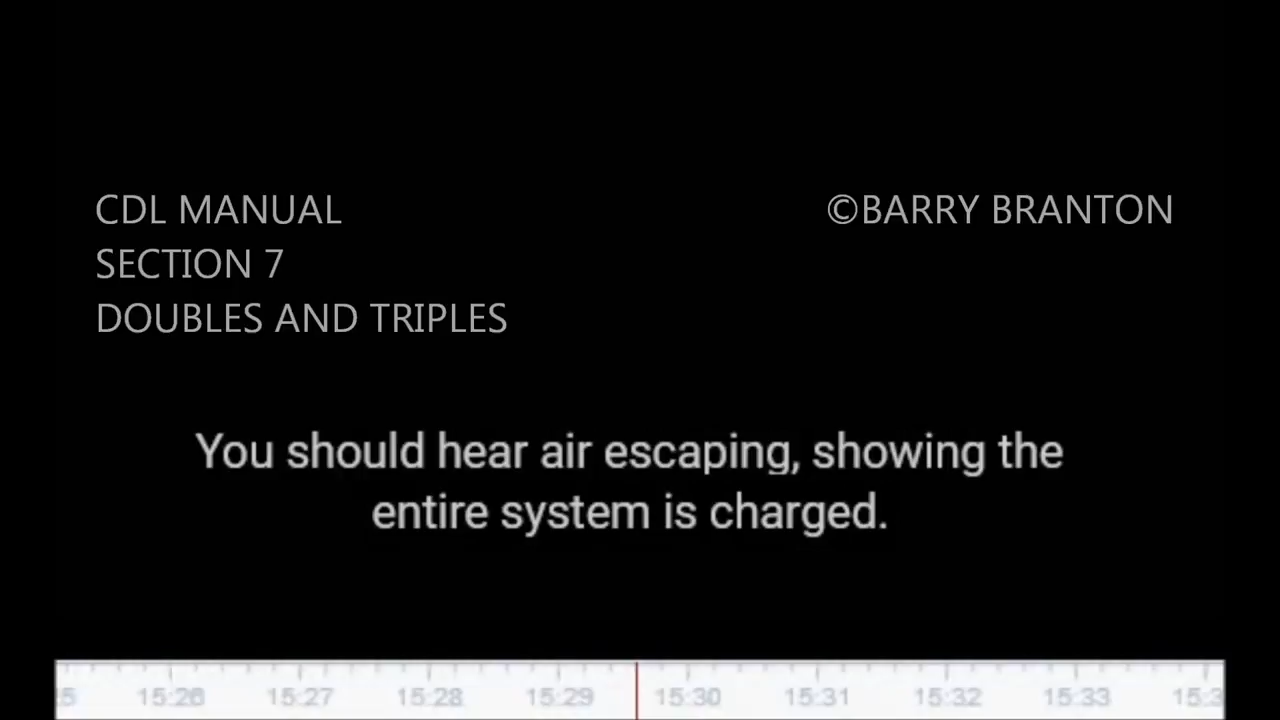 CDL MANUAL
©BARRY BRANTON
SECTION 7
DOUBLES AND TRIPLES
You should hear air escaping, showing the
entire system is charged.
15:26 15:27 15:28 15:29 15:30 15:31 15:32 15:33